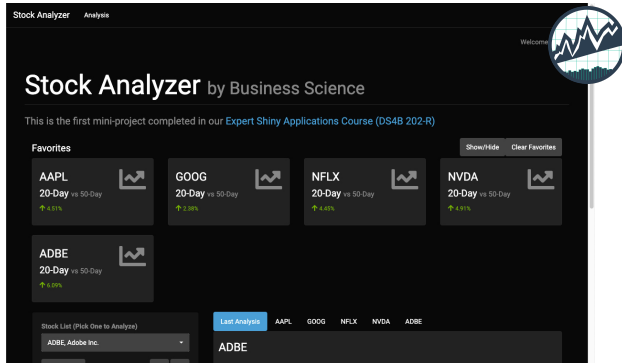 Stock Analyzer Analysis
Welcome
Stock Analyzer by Business Science
This is the first mini-project completed in our Expert Shiny Applications Course (DS4B 202-R)
Favorites Show/Hide Clear Favorites
AAPL
20-Day vs 50-Day
4.51%
GOOG
20-Day vs 50-Day
2.38%
NFLX
20-Day vs 50-Day
4.45%
NVDA
20-Day vs 50-Day
4.91%
ADBE
20-Day vs 50-Day
6.09%
Stock List (Pick One to Analyze)
ADBE, Adobe Inc.
Last Analysis AAPL GOOG NFLX NVDA ADBE
ADBE